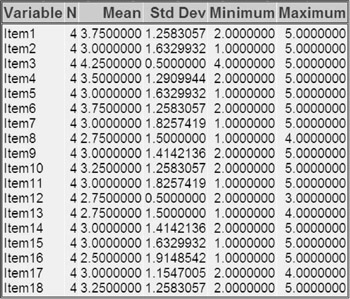 Variable N Mean Std Dev Minimum Maximum
Item1 4 3.7500000 1.2583057 2.0000000 5.0000000
Item2 4 3.0000000 1.6329932 1.0000000 5.0000000
Item3 4 4.2500000 0.5000000 4.0000000 5.0000000
Item4 4 3.5000000 1.2909944 2.0000000 5.0000000
Item5 4 3.0000000 1.6329932 1.0000000 5.0000000
Item6 4 3.7500000 1.2583057 2.0000000 5.0000000
Item7 4 3.0000000 1.8257419 1.0000000 5.0000000
Item8 4 2.7500000 1.5000000 1.0000000 4.0000000
Item9 4 3.0000000 1.4142136 2.0000000 5.0000000
Item10 4 3.2500000 1.2583057 2.0000000 5.0000000
Item11 4 3.0000000 1.8257419 1.0000000 5.0000000
Item12 4 2.7500000 0.5000000 2.0000000 3.0000000
Item13 4 2.7500000 1.5000000 1.0000000 4.0000000
Item14 4 3.0000000 1.4142136 2.0000000 5.0000000
Item15 4 3.0000000 1.6329932 1.0000000 5.0000000
Item16 4 2.5000000 1.9148542 1.0000000 5.0000000
Item17 4 3.0000000 1.1547005 2.0000000 4.0000000
Item18 4 3.2500000 1.2583057 2.0000000 5.0000000